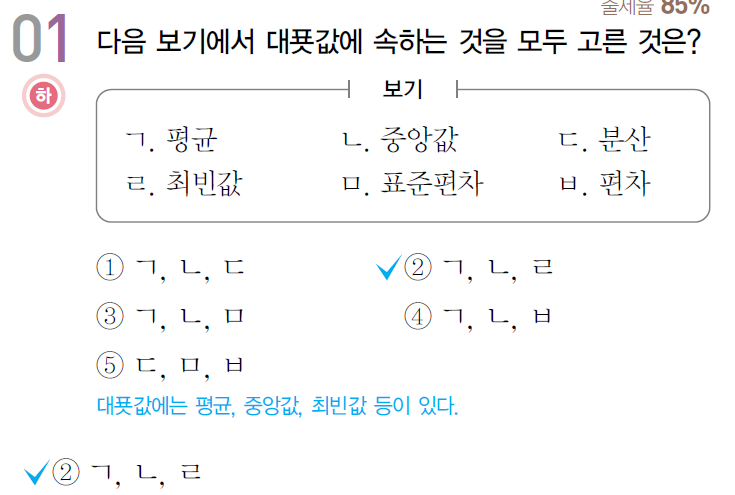 출제율 85%
01 다음 보기에서 대푯값에 속하는 것을 모두 고른 것은?
하
보기
ㄱ. 평균 ㄴ. 중앙값 ㄷ. 분산
ㄹ. 최빈값 ㅁ. 표준편차 ㅂ. 편차
① ㄱ, ㄴ, ㄷ ② ㄱ, ㄴ, ㄹ
③ ㄱ, ㄴ, ㅁ ④ ㄱ, ㄴ, ㅂ
⑤ ㄷ, ㅁ, ㅂ
대푯값에는 평균, 중앙값, 최빈값 등이 있다.
② ㄱ, ㄴ, ㄹ